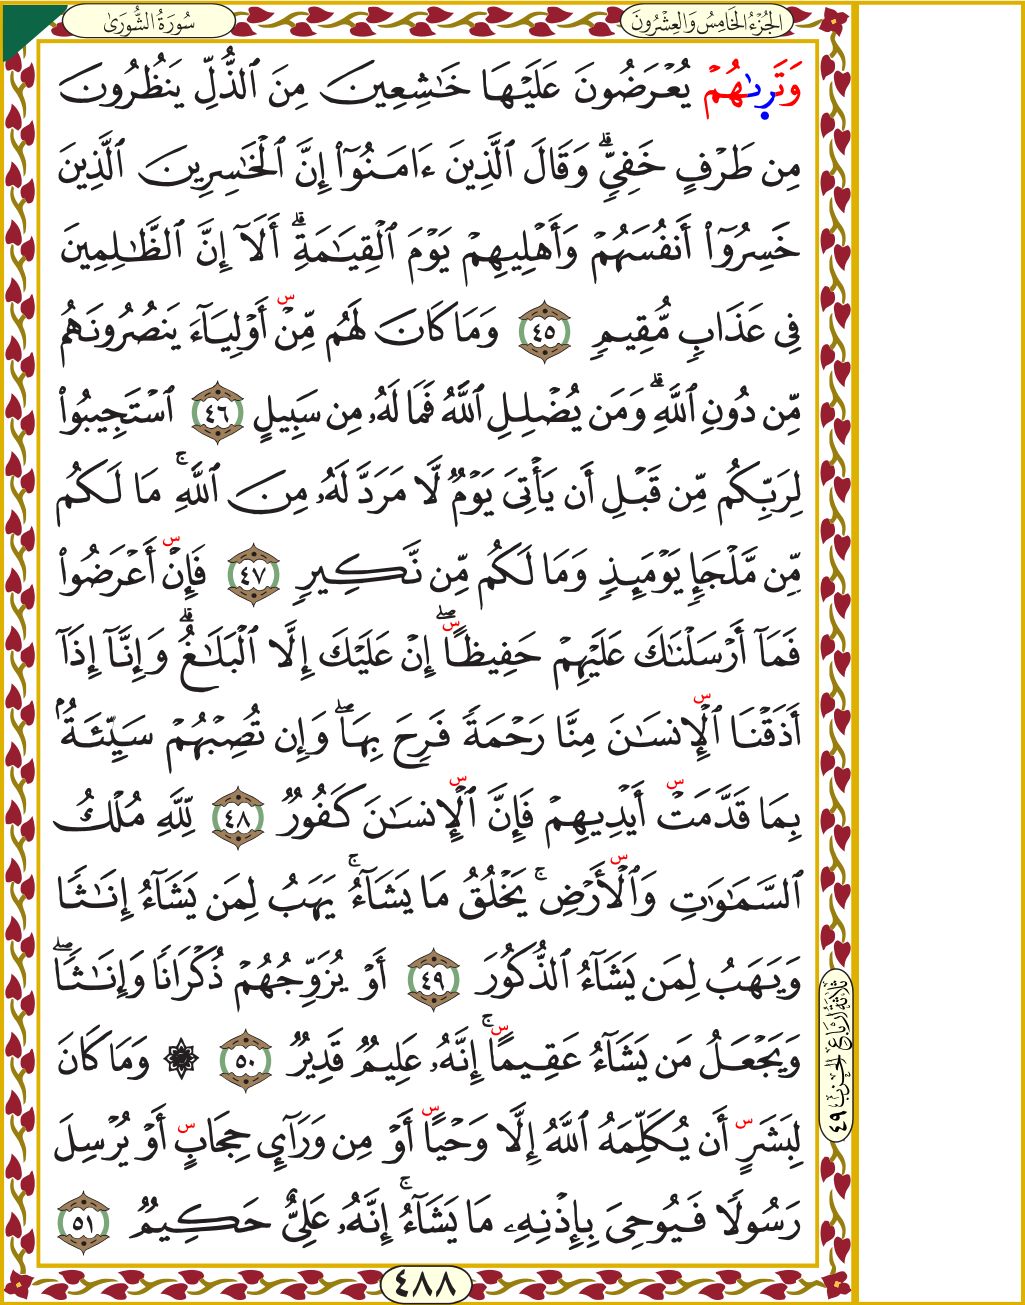 سُورَةُ الشُّورَىٰ
الجُزْءُ الخَامِسُ وَالعِشْرُونَ
وَتَرِىٰهُمْ يُعْرَضُونَ عَلَيْهَا خَٰشِعِينَ مِنَ ٱلذُّلِّ يَنظُرُونَ
مِن طَرْفٍ خَفِيٍّۗ وَقَالَ ٱلَّذِينَ ءَامَنُوٓا۟ إِنَّ ٱلْخَٰسِرِينَ ٱلَّذِينَ
خَسِرُوٓا۟ أَنفُسَهُمْ وَأَهْلِيهِمْ يَوْمَ ٱلْقِيَٰمَةِۗ أَلَآ إِنَّ ٱلظَّٰلِمِينَ
فِى عَذَابٍ مُّقِيمٍ ٤٥ وَمَا كَانَ لَهُم مِّنْ س أَوْلِيَآءَ يَنصُرُونَهُم
مِّن دُونِ ٱللَّهِۗ وَمَن يُضْلِلِ ٱللَّهُ فَمَا لَهُۥ مِن سَبِيلٍ ٤٦ ٱسْتَجِيبُوا۟
لِرَبِّكُم مِّن قَبْلِ أَن يَأْتِىَ يَوْمٌ لَّا مَرَدَّ لَهُۥ مِنَ ٱللَّهِۚ مَا لَكُم
مِّن مَّلْجَإٍ يَوْمَئِذٍ وَمَا لَكُم مِّن نَّكِيرٍ ٤٧ فَإِنْ س أَعْرَضُوا۟
فَمَآ أَرْسَلْنَٰكَ عَلَيْهِمْ حَفِيظًاۖ س إِنْ عَلَيْكَ إِلَّا ٱلْبَلَٰغُۗ وَإِنَّآ إِذَآ
أَذَقْنَا ٱلْإِنسَٰنَ س مِنَّا رَحْمَةً فَرِحَ بِهَاۖ وَإِن تُصِبْهُمْ سَيِّئَةٌۢ
بِمَا قَدَّمَتْ س أَيْدِيهِمْ فَإِنَّ ٱلْإِنسَٰنَ س كَفُورٌ ٤٨ لِّلَّهِ مُلْكُ
ٱلسَّمَٰوَٰتِ وَٱلْأَرْضِۚ س يَخْلُقُ مَا يَشَآءُۚ يَهَبُ لِمَن يَشَآءُ إِنَٰثًا
وَيَهَبُ لِمَن يَشَآءُ ٱلذُّكُورَ ٤٩ أَوْ يُزَوِّجُهُمْ ذُكْرَانًا وَإِنَٰثًاۖ
وَيَجْعَلُ مَن يَشَآءُ عَقِيمًاۚ س إِنَّهُۥ عَلِيمٌ قَدِيرٌ ٥٠ ۞ وَمَا كَانَ
لِبَشَرٍ س أَن يُكَلِّمَهُ ٱللَّهُ إِلَّا وَحْيًا س أَوْ مِن وَرَآئِ حِجَابٍ س أَوْ يُرْسِلَ
رَسُولًا فَيُوحِىَ بِإِذْنِهِۦ مَا يَشَآءُۚ إِنَّهُۥ عَلِىٌّ حَكِيمٌ ٥١
ثَلَاثَةُ أَرْبَاعِ الحِزْب ٤٩
٤٨٨